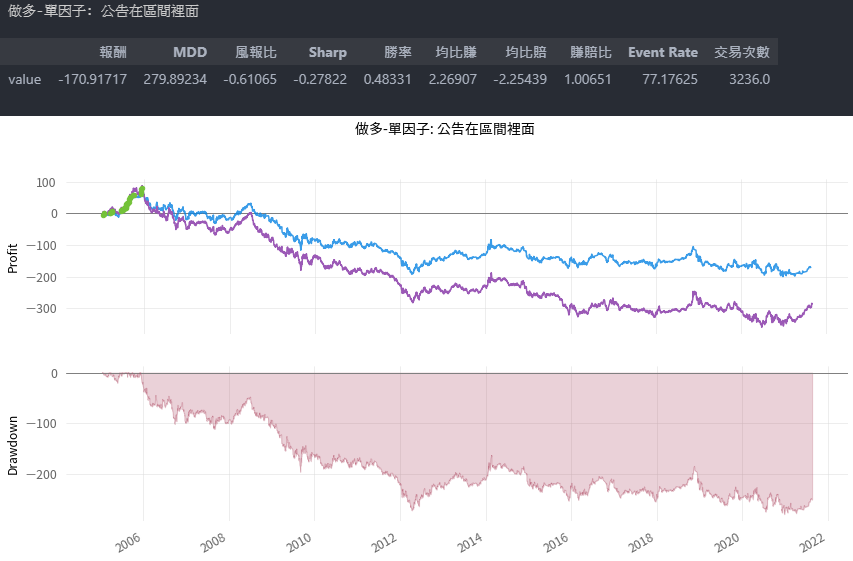 做多-單因子: 公告在區間裡面
報酬 MDD 風報比 Sharp 勝率 均比賺 均比賠 賺賠比 Event Rate 交易次數
value -170.91717 279.89234 -0.61065 -0.27822 0.48331 2.26907 -2.25439 1.00651 77.17625 3236.0
做多-單因子: 公告在區間裡面
Profit
100
0
−100
−200
−300
Drawdown
0
−100
−200
2006 2008 2010 2012 2014 2016 2018 2020 2022